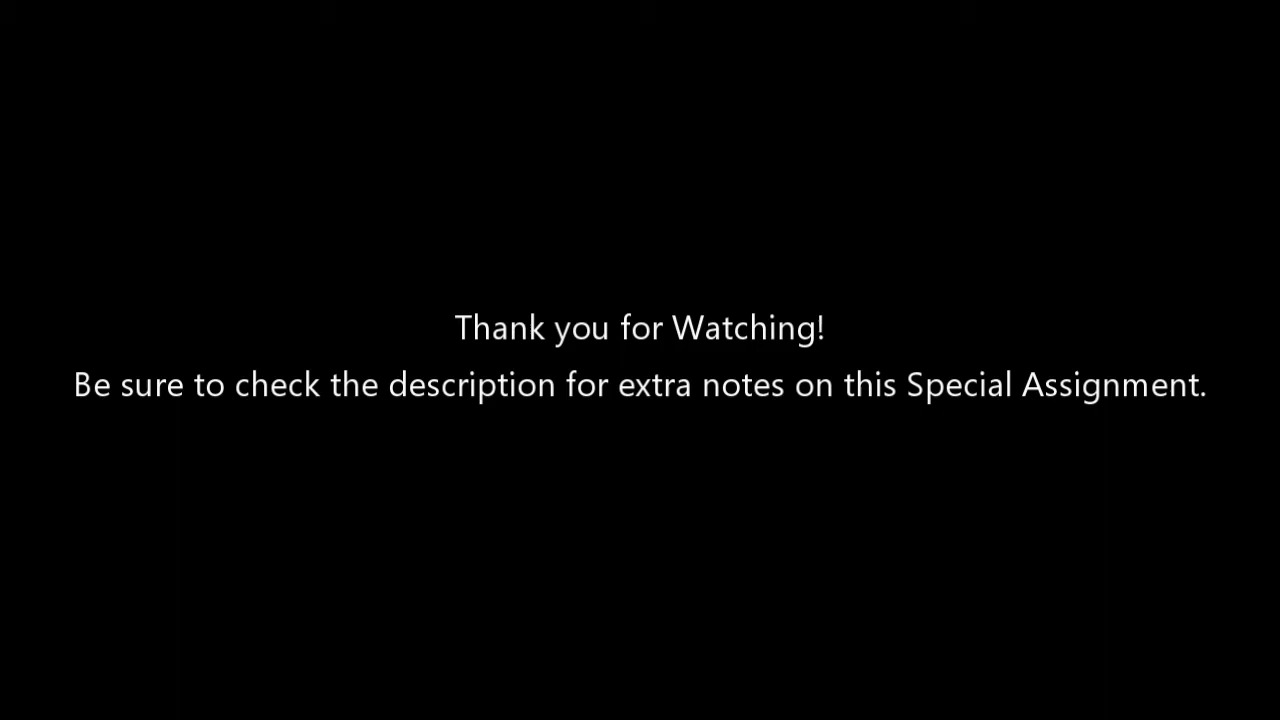 Thank you for Watching!
Be sure to check the description for extra notes on this Special Assignment.